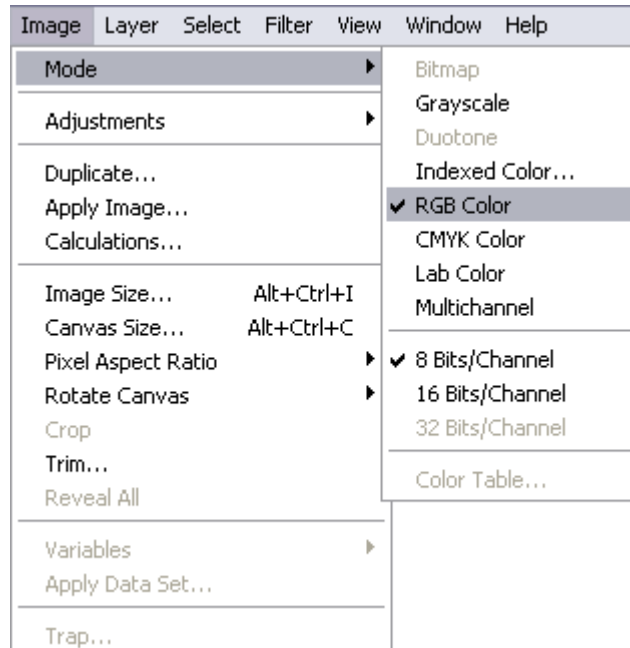 Image Layer Select Filter View Window Help
Mode
Adjustments
Duplicate...
Apply Image...
Calculations...
Image Size... Alt+Ctrl+I
Canvas Size... Alt+Ctrl+C
Pixel Aspect Ratio
Rotate Canvas
Crop
Trim...
Reveal All
Variables
Apply Data Set...
Trap...
Bitmap
Grayscale
Duotone
Indexed Color...
RGB Color
CMYK Color
Lab Color
Multichannel
8 Bits/Channel
16 Bits/Channel
32 Bits/Channel
Color Table...